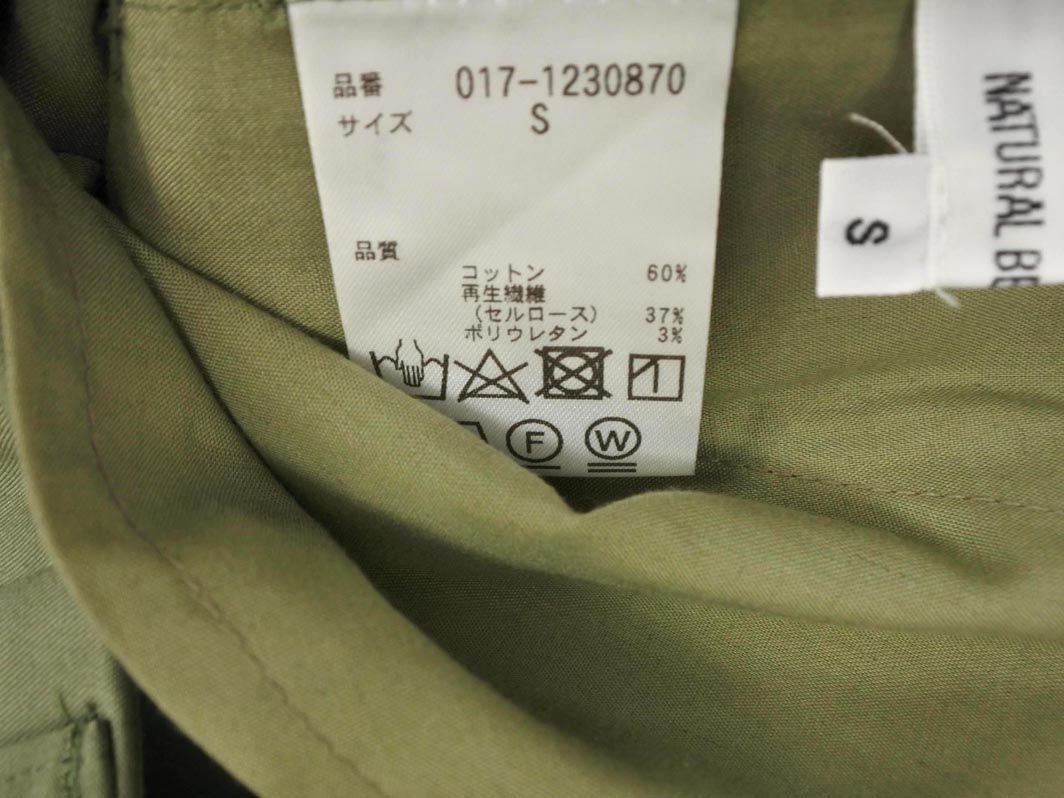 品番 017-1230870
サイズ S
品質
コットン 60%
再生繊維
(セルロース) 37%
ポリウレタン 3%
F
W
S
NATURAL BE